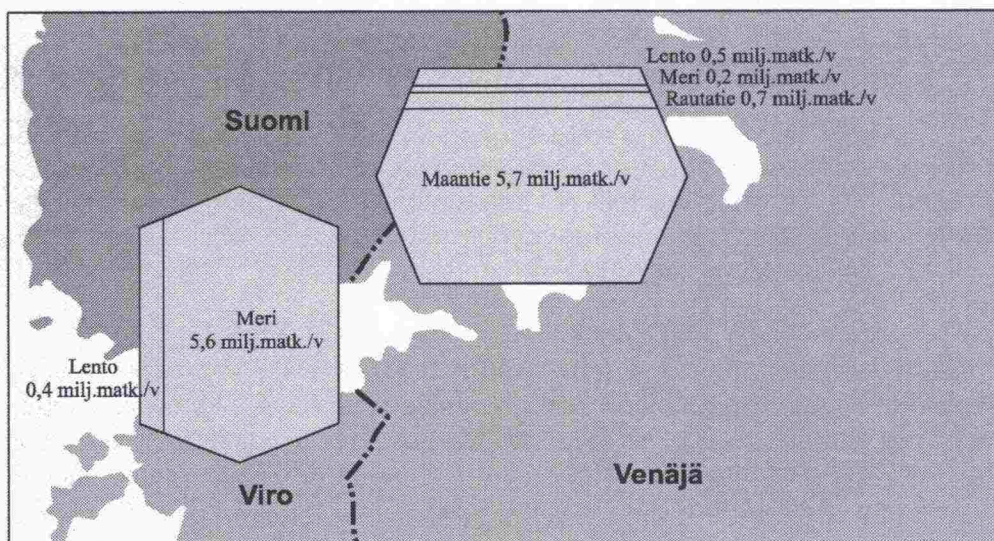 Lento 0,5 milj.matk./v
Meri 0,2 milj.matk./v
Rautatie 0,7 milj.matk./v
Suomi
Maantie 5,7 milj.matk./v
Meri
5,6 milj.matk./v
Lento
0,4 milj.matk./v
Viro
Venäjä